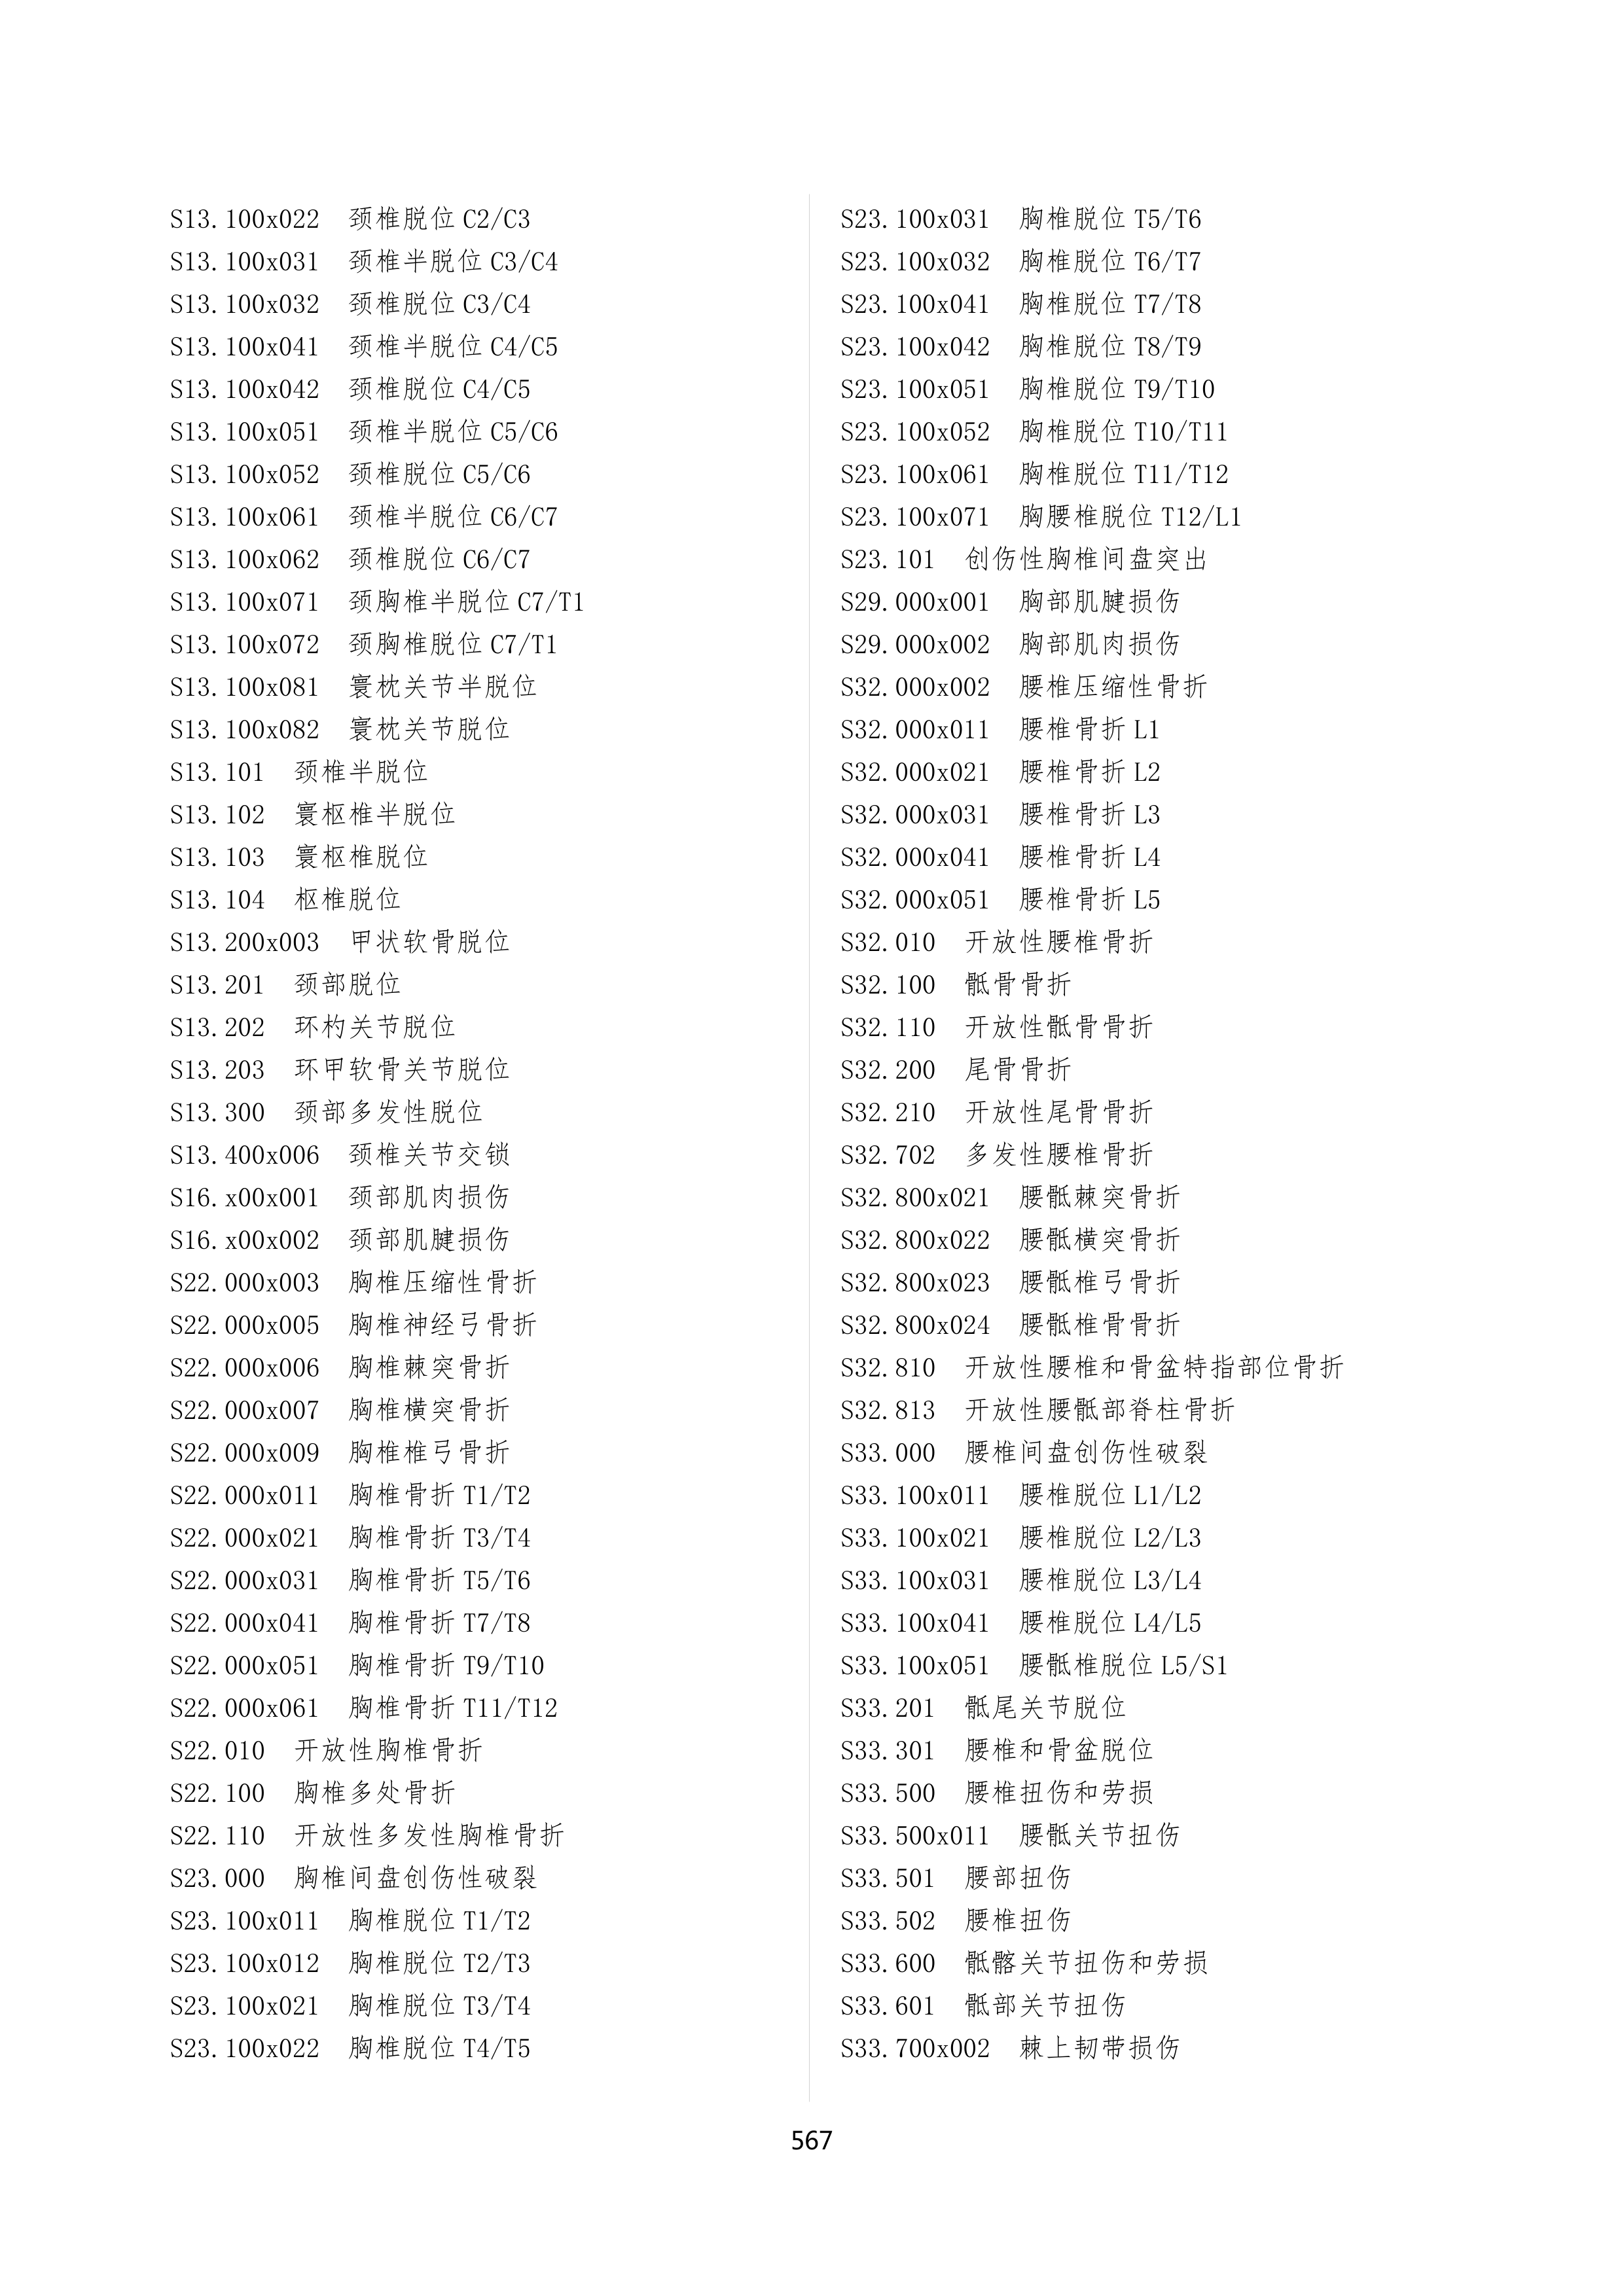 S13.100x022 颈椎脱位 C2/C3
S13.100x031 颈椎半脱位 C3/C4
S13.100x032 颈椎脱位 C3/C4
S13.100x041 颈椎半脱位 C4/C5
S13.100x042 颈椎脱位 C4/C5
S13.100x051 颈椎半脱位 C5/C6
S13.100x052 颈椎脱位 C5/C6
S13.100x061 颈椎半脱位 C6/C7
S13.100x062 颈椎脱位 C6/C7
S13.100x071 颈胸椎半脱位 C7/T1
S13.100x072 颈胸椎脱位 C7/T1
S13.100x081 寰枕关节半脱位
S13.100x082 寰枕关节脱位
S13.101 颈椎半脱位
S13.102 寰枢椎半脱位
S13.103 寰枢椎脱位
S13.104 枢椎脱位
S13.200x003 甲状软骨脱位
S13.201 颈部脱位
S13.202 环杓关节脱位
S13.203 环甲软骨关节脱位
S13.300 颈部多发性脱位
S13.400x006 颈椎关节交锁
S16.x00x001 颈部肌肉损伤
S16.x00x002 颈部肌腱损伤
S22.000x003 胸椎压缩性骨折
S22.000x005 胸椎神经弓骨折
S22.000x006 胸椎棘突骨折
S22.000x007 胸椎横突骨折
S22.000x009 胸椎椎弓骨折
S22.000x011 胸椎骨折 T1/T2
S22.000x021 胸椎骨折 T3/T4
S22.000x031 胸椎骨折 T5/T6
S22.000x041 胸椎骨折 T7/T8
S22.000x051 胸椎骨折 T9/T10
S22.000x061 胸椎骨折 T11/T12
S22.010 开放性胸椎骨折
S22.100 胸椎多处骨折
S22.110 开放性多发性胸椎骨折
S23.000 胸椎间盘创伤性破裂
S23.100x011 胸椎脱位 T1/T2
S23.100x012 胸椎脱位 T2/T3
S23.100x021 胸椎脱位 T3/T4
S23.100x022 胸椎脱位 T4/T5
S23.100x031 胸椎脱位 T5/T6
S23.100x032 胸椎脱位 T6/T7
S23.100x041 胸椎脱位 T7/T8
S23.100x042 胸椎脱位 T8/T9
S23.100x051 胸椎脱位 T9/T10
S23.100x052 胸椎脱位 T10/T11
S23.100x061 胸椎脱位 T11/T12
S23.100x071 胸腰椎脱位 T12/L1
S23.101 创伤性胸椎间盘突出
S29.000x001 胸部肌腱损伤
S29.000x002 胸部肌肉损伤
S32.000x002 腰椎压缩性骨折
S32.000x011 腰椎骨折 L1
S32.000x021 腰椎骨折 L2
S32.000x031 腰椎骨折 L3
S32.000x041 腰椎骨折 L4
S32.000x051 腰椎骨折 L5
S32.010 开放性腰椎骨折
S32.100 骶骨骨折
S32.110 开放性骶骨骨折
S32.200 尾骨骨折
S32.210 开放性尾骨骨折
S32.702 多发性腰椎骨折
S32.800x021 腰骶棘突骨折
S32.800x022 腰骶横突骨折
S32.800x023 腰骶椎弓骨折
S32.800x024 腰骶椎骨骨折
S32.810 开放性腰椎和骨盆特指部位骨折
S32.813 开放性腰骶部脊柱骨折
S33.000 腰椎间盘创伤性破裂
S33.100x011 腰椎脱位 L1/L2
S33.100x021 腰椎脱位 L2/L3
S33.100x031 腰椎脱位 L3/L4
S33.100x041 腰椎脱位 L4/L5
S33.100x051 腰骶椎脱位 L5/S1
S33.201 骶尾关节脱位
S33.301 腰椎和骨盆脱位
S33.500 腰椎扭伤和劳损
S33.500x011 腰骶关节扭伤
S33.501 腰部扭伤
S33.502 腰椎扭伤
S33.600 骶髂关节扭伤和劳损
S33.601 骶部关节扭伤
S33.700x002 棘上韧带损伤
567